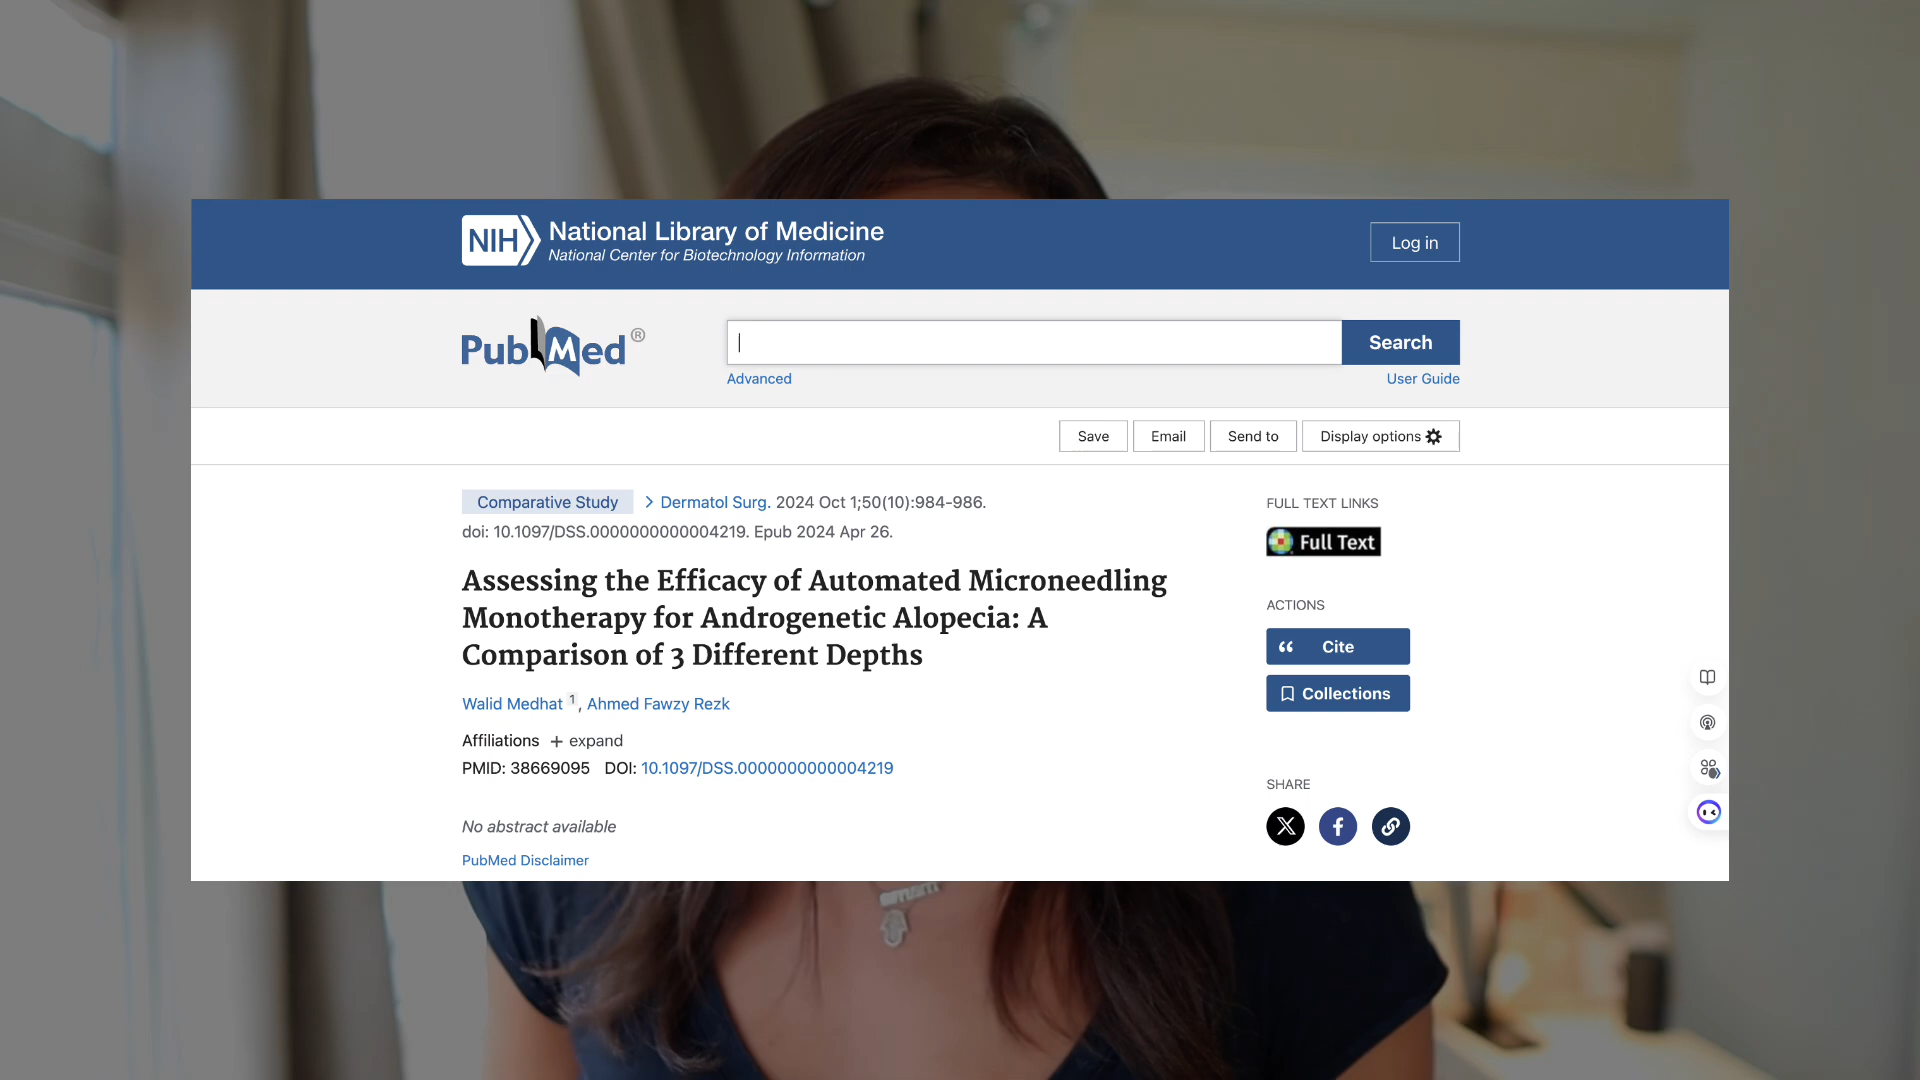 NIH National Library of Medicine
National Center for Biotechnology Information
Log in
PubMed®
Search
Advanced
User Guide
Save
Email
Send to
Display options
Comparative Study > Dermatol Surg. 2024 Oct 1;50(10):984-986.
doi: 10.1097/DSS.0000000000004219. Epub 2024 Apr 26.
Assessing the Efficacy of Automated Microneedling
Monotherapy for Androgenetic Alopecia: A
Comparison of 3 Different Depths
Walid Medhat 1, Ahmed Fawzy Rezk
Affiliations + expand
PMID: 38669095 DOI: 10.1097/DSS.0000000000004219
No abstract available
PubMed Disclaimer
FULL TEXT LINKS
Full Text
ACTIONS
Cite
Collections
SHARE